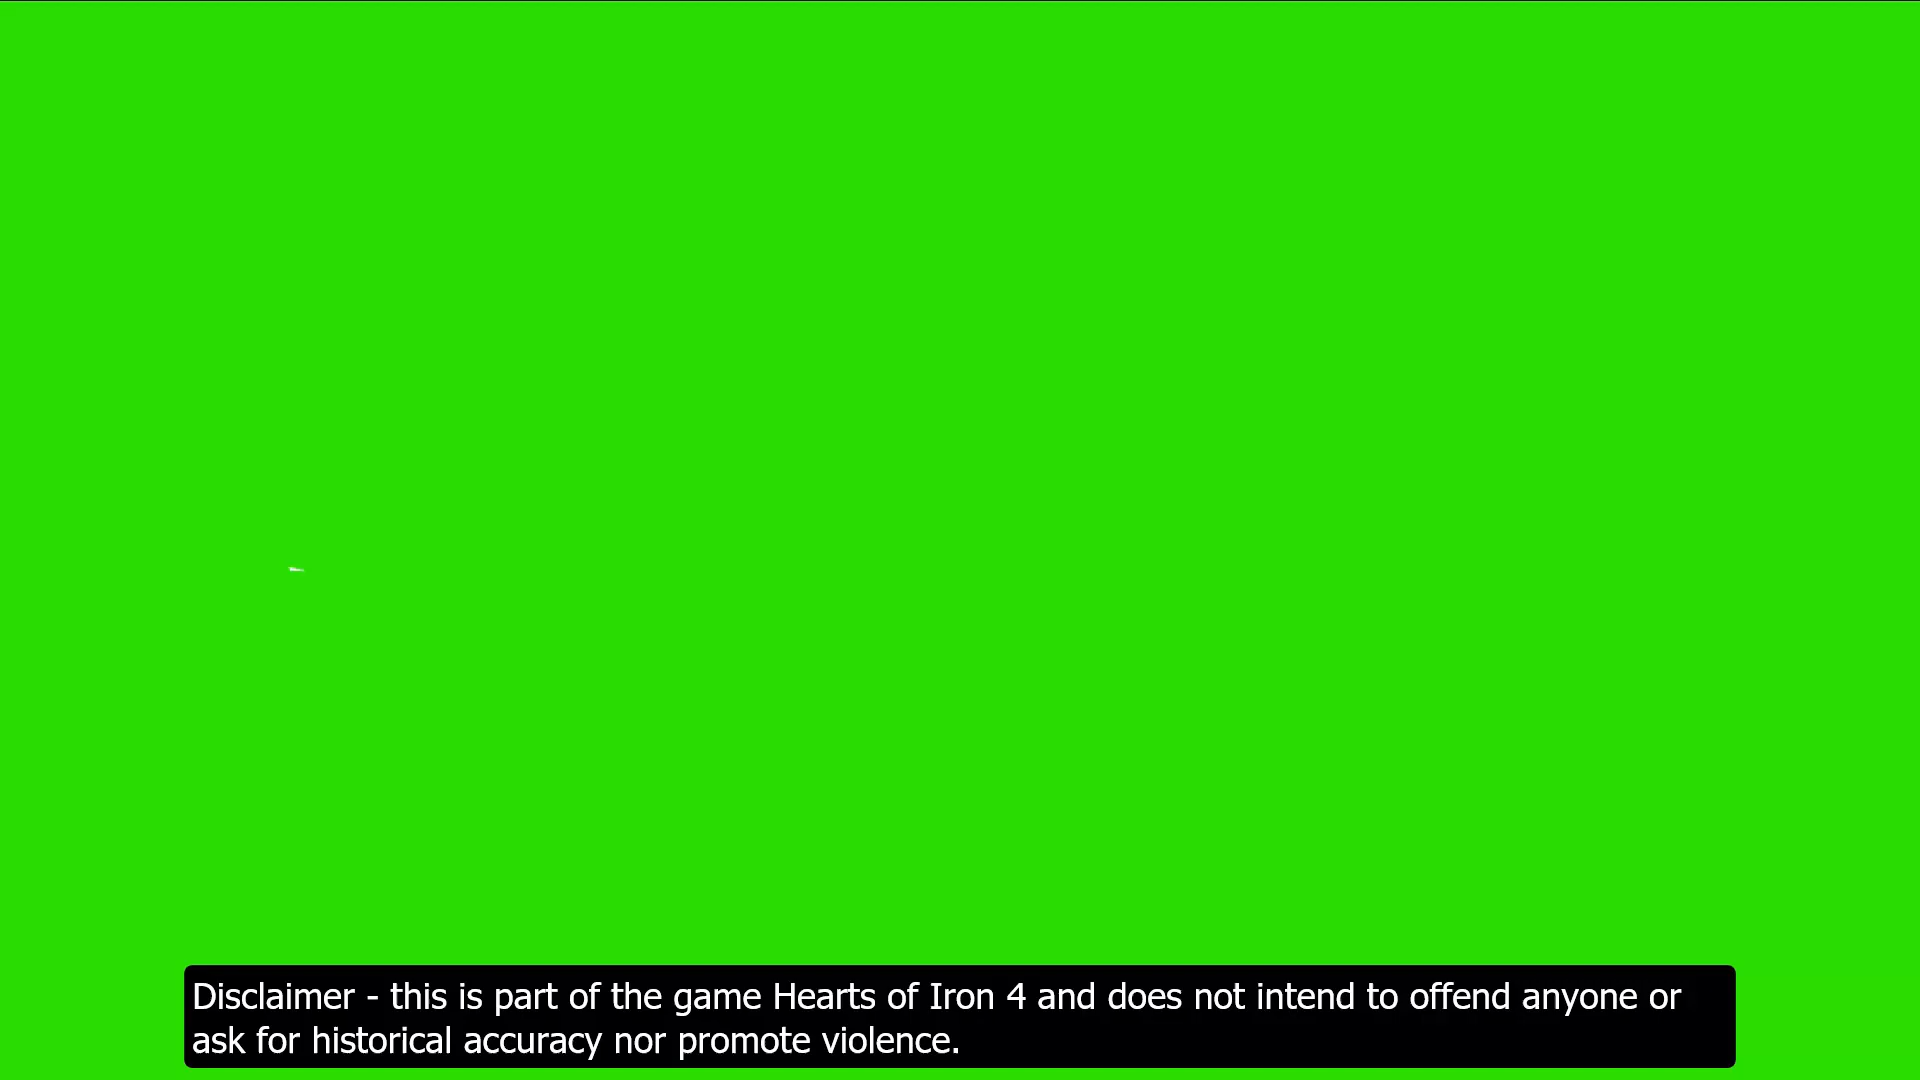 Disclaimer - this is part of the game Hearts of Iron 4 and does not intend to offend anyone or
ask for historical accuracy nor promote violence.